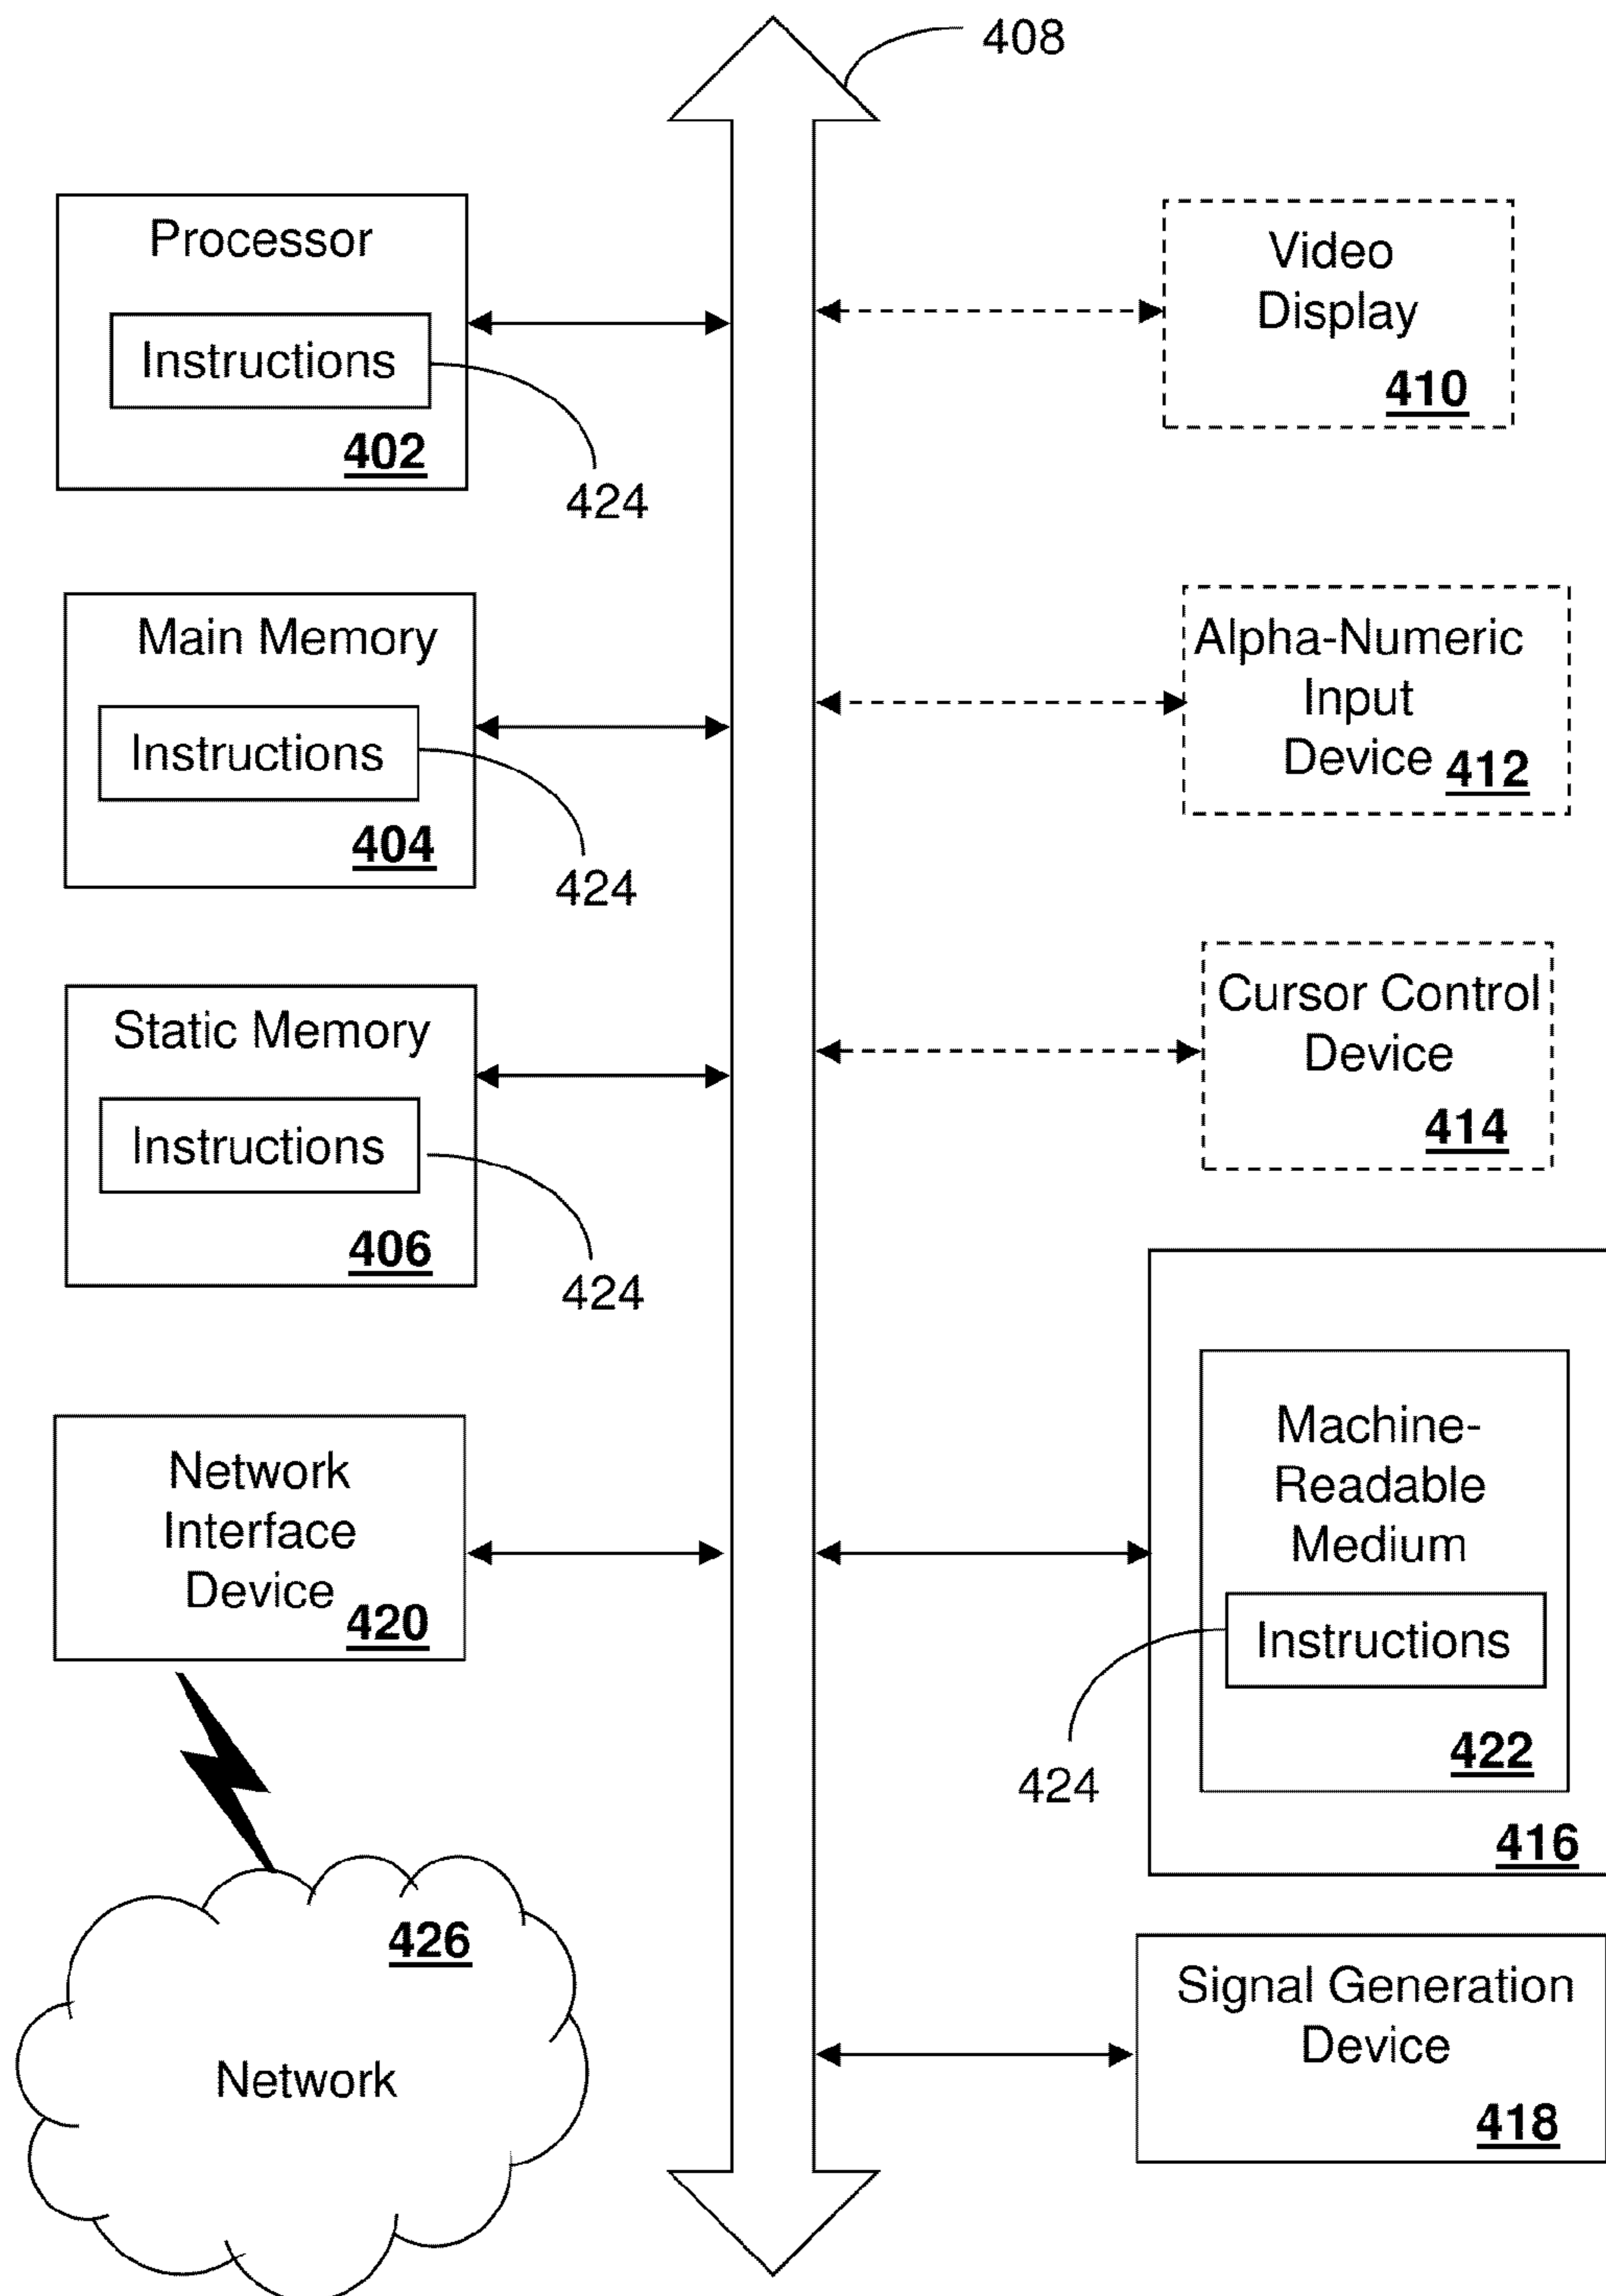 408
Processor
Instructions
402
424
Video
Display
410
Main Memory
Instructions
404
424
Alpha-Numeric
Input
Device 412
Static Memory
Instructions
406
424
Cursor Control
Device
414
Network
Interface
Device
420
Machine-
Readable
Medium
Instructions
422
424
416
426
Network
Signal Generation
Device
418